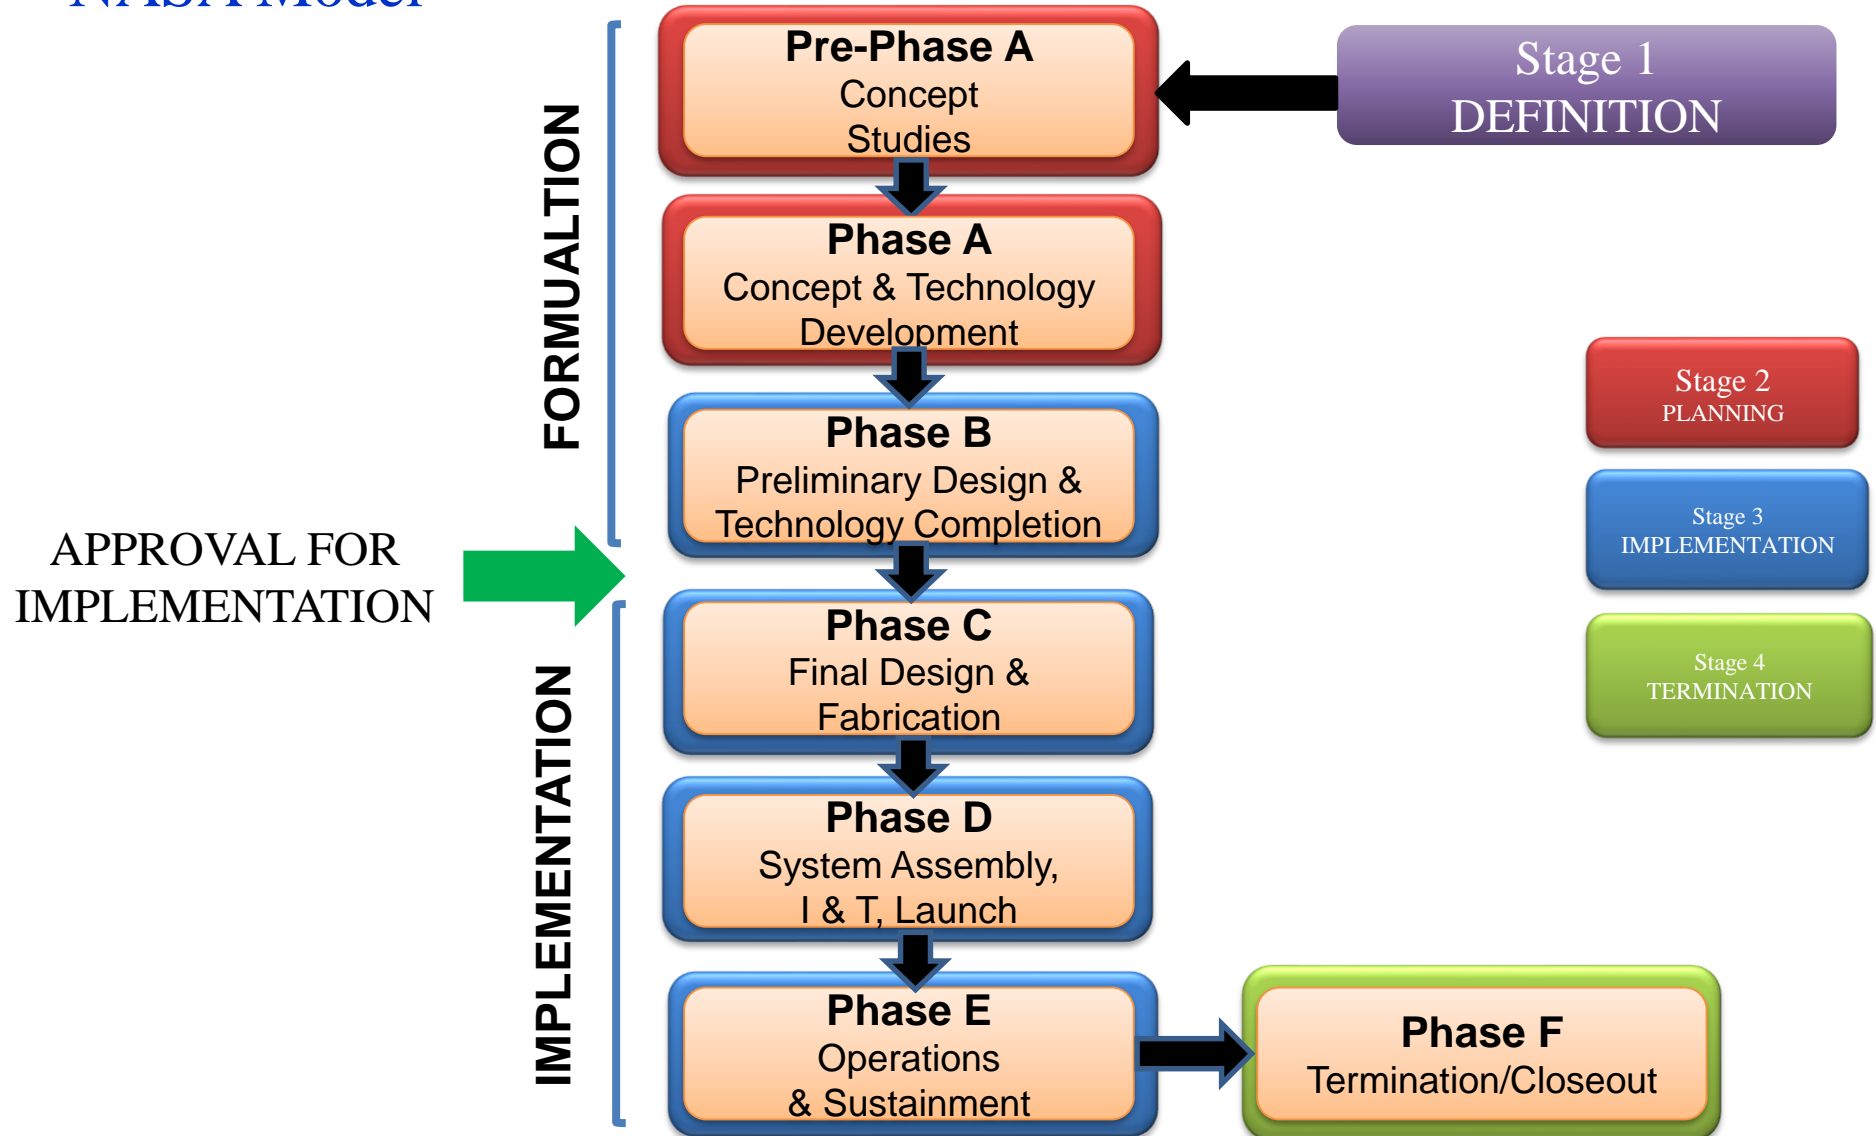 NASA Model
Pre-Phase A
Concept
Studies
Stage 1
DEFINITION
FORMUALTION
Phase A
Concept & Technology
Development
Stage 2
PLANNING
Phase B
Preliminary Design &
Technology Completion
Stage 3
IMPLEMENTATION
APPROVAL FOR
IMPLEMENTATION
Phase C
Final Design &
Fabrication
Stage 4
TERMINATION
IMPLEMENTATION
Phase D
System Assembly,
I & T, Launch
Phase E
Operations
& Sustainment
Phase F
Termination/Closeout